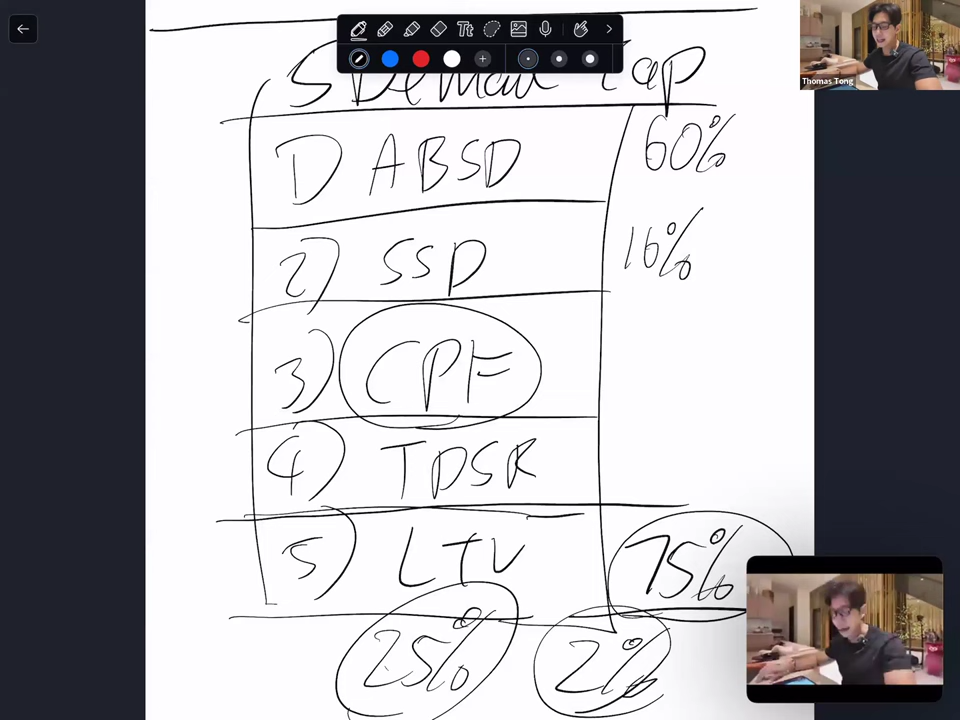 Thomas Tong
5 Demand Cap
1) ABSD 60%
2) SSD 16%
3) CPF
4) TDSR
5) LTV 75%
25% 2%